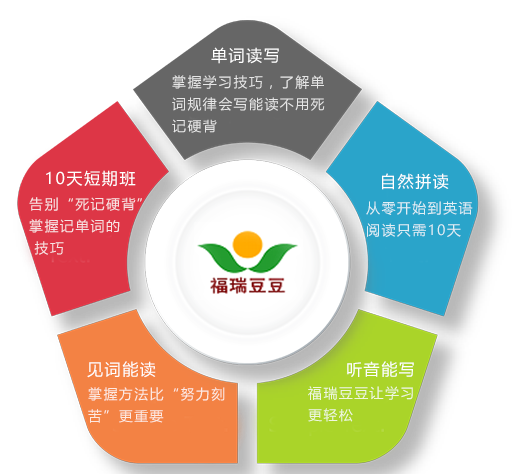 单词读写
掌握学习技巧，了解单
词规律会写能读不用死
记硬背
自然拼读
从零开始到英语
阅读只需10天
听音能写
福瑞豆豆让学习
更轻松
见词能读
掌握方法比“努力刻
苦”更重要
10天短期班
告别“死记硬背”
掌握记单词的
技巧
福瑞豆豆